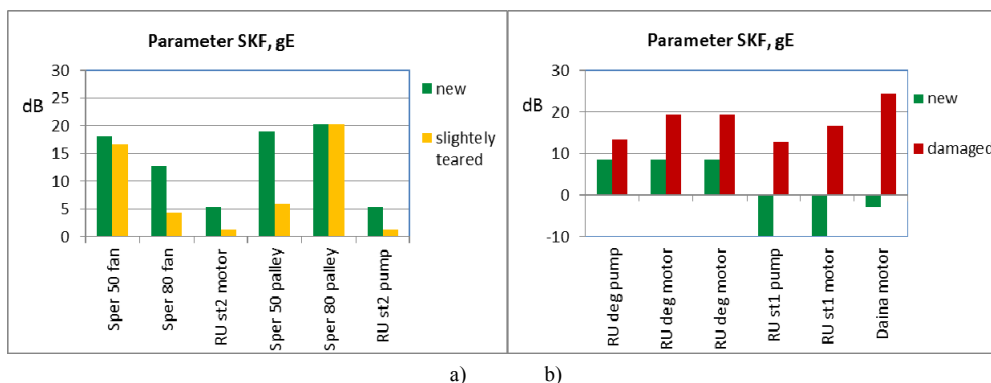 Parameter SKF, gE
30
25
20
15
10
5
0
dB
new
slightely
teared
Sper 50 fan
Sper 80 fan
RU st2 motor
Sper 50 palley
Sper 80 palley
RU st2 pump
Parameter SKF, gE
30
20
10
0
-10
dB
new
damaged
RU deg pump
RU deg motor
RU deg motor
RU st1 pump
RU st1 motor
Daina motor
a) b)